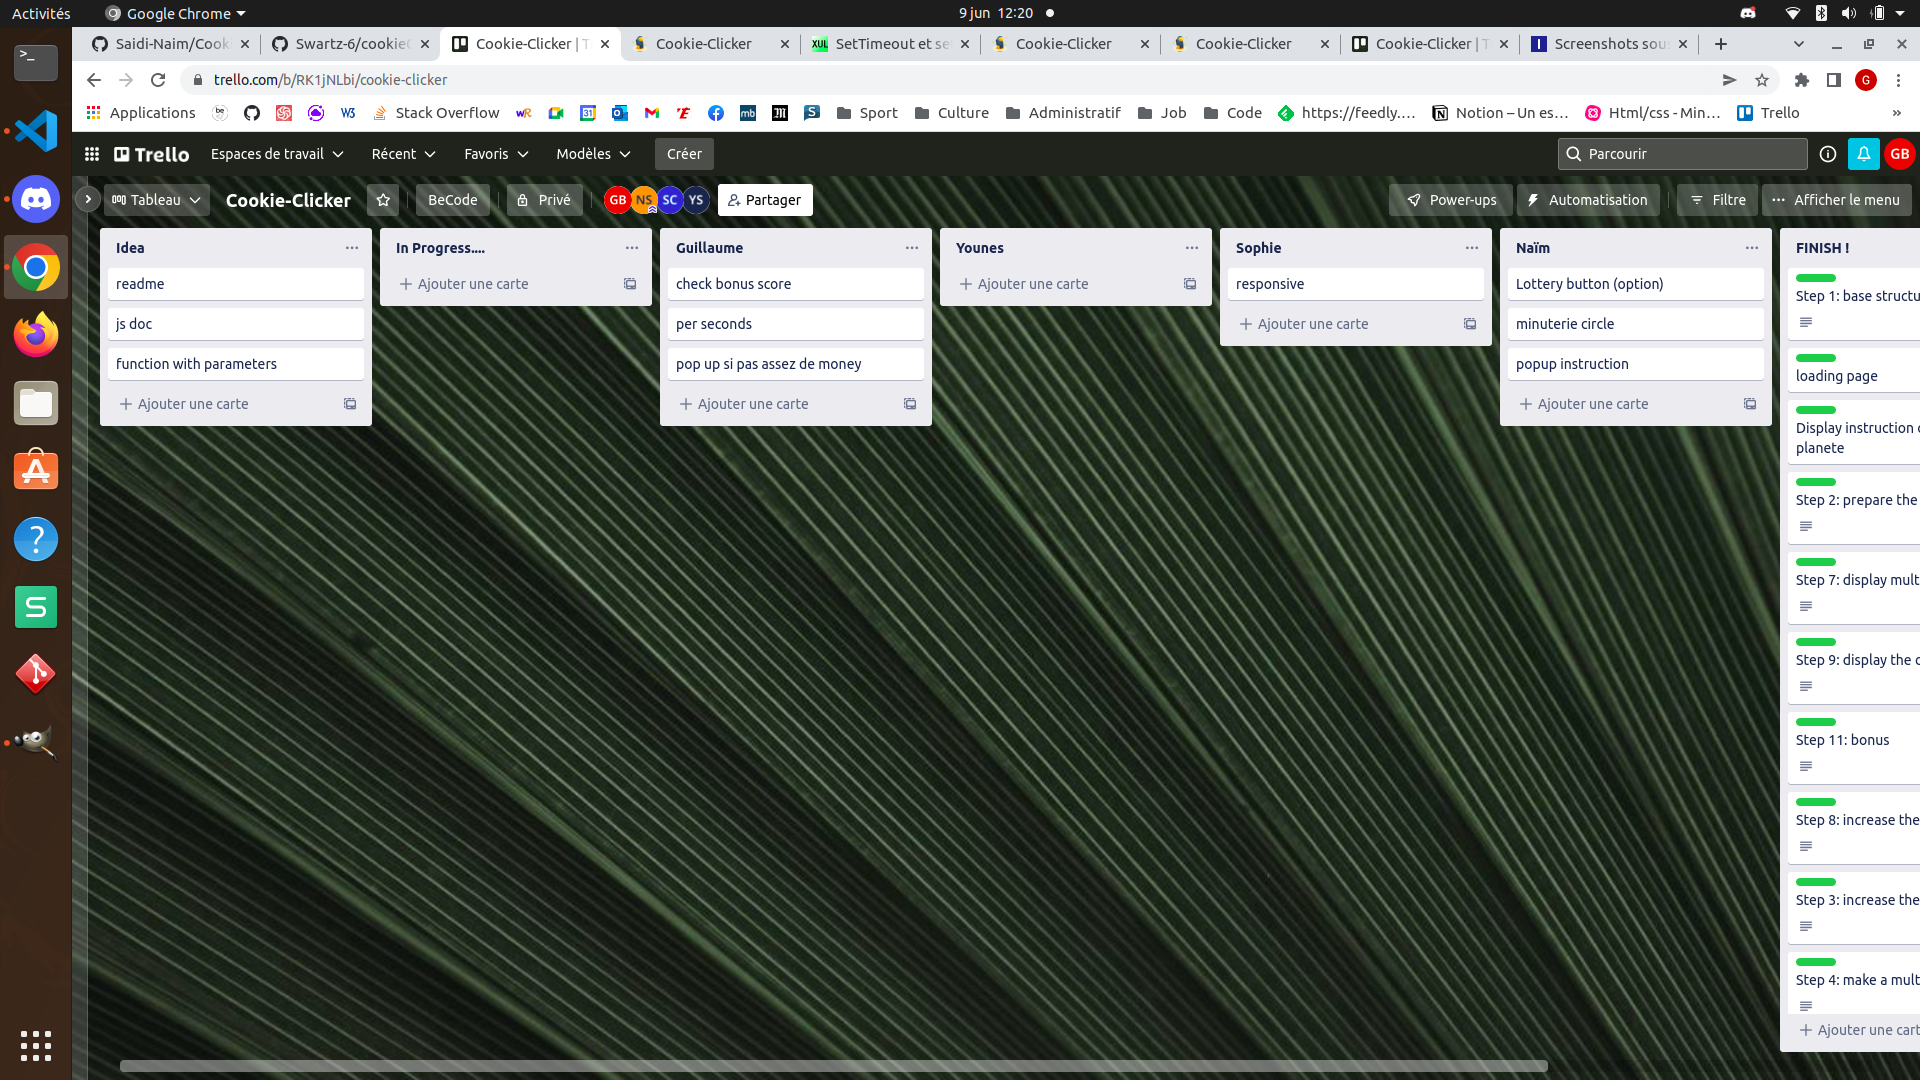 Activités
Google Chrome
9 jun 12:20
Saidi-Naim/Cook
Swartz-6/cookie
Cookie-Clicker | T
Cookie-Clicker
XUL
SetTimeout et se
Cookie-Clicker
Cookie-Clicker
Cookie-Clicker | T
Screenshots sou
trello.com/b/RK1jNLbi/cookie-clicker
G
Applications
be
W3
Stack Overflow
wR
31
mb
Sport
Culture
Administratif
Job
Code
https://feedly....
Notion – Un es...
Html/css - Min...
Trello
»
Trello
Espaces de travail
Récent
Favoris
Modèles
Créer
Parcourir
GB
Tableau
Cookie-Clicker
BeCode
Privé
GB
NS
SC
YS
Partager
Power-ups
Automatisation
Filtre
Afficher le menu
Idea
readme
js doc
function with parameters
Ajouter une carte
In Progress....
Ajouter une carte
Guillaume
check bonus score
per seconds
pop up si pas assez de money
Ajouter une carte
Younes
Ajouter une carte
Sophie
responsive
Ajouter une carte
Naïm
Lottery button (option)
minuterie circle
popup instruction
Ajouter une carte
FINISH !
Step 1: base structu
loading page
Display instruction
planete
Step 2: prepare the
Step 7: display mult
Step 9: display the
Step 11: bonus
Step 8: increase the
Step 3: increase the
Step 4: make a mult
Ajouter une cart